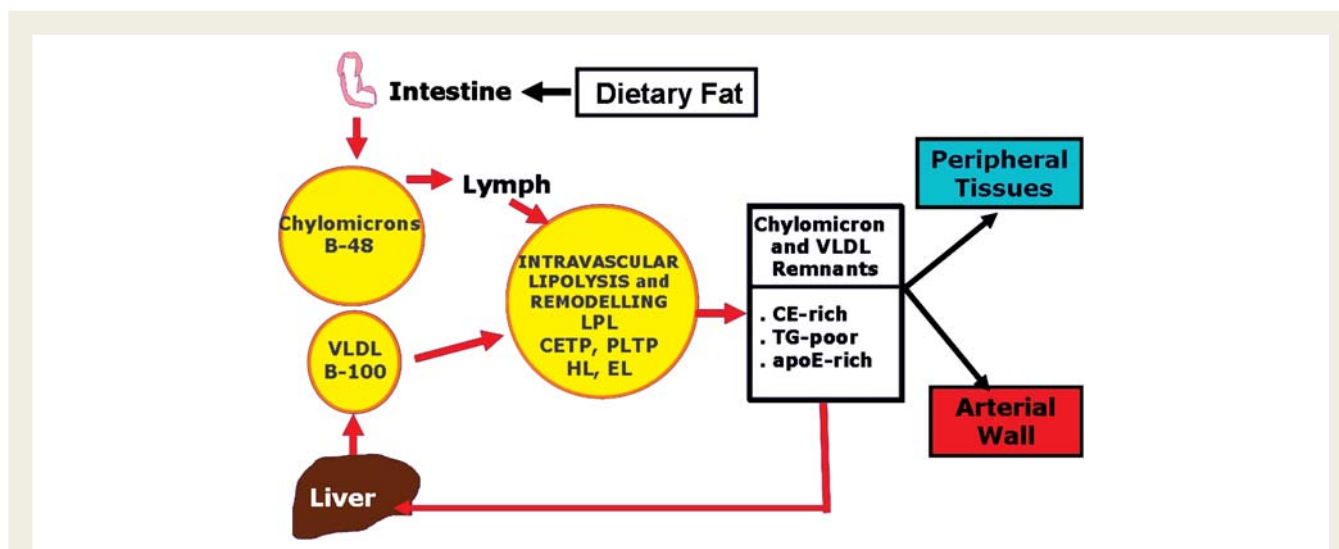 Intestine
Dietary Fat
Chylomicrons
B-48
Lymph
VLDL
B-100
INTRAVASCULAR
LIPOLYSIS and
REMODELLING
LPL
CETP, PLTP
HL, EL
Chylomicron
and VLDL
Remnants
. CE-rich
. TG-poor
. apoE-rich
Peripheral
Tissues
Arterial
Wall
Liver